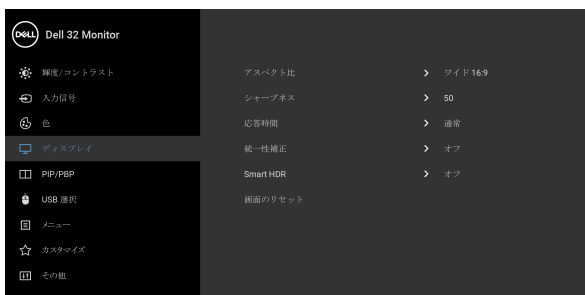 DELL Dell 32 Monitor
輝度/コントラスト
入力信号
色
ディスプレイ
PIP/PBP
USB 選択
メニュー
カスタマイズ
その他
アスペクト比 > ワイド 16:9
シャープネス > 50
応答時間 > 通常
統一性補正 > オフ
Smart HDR > オフ
画面のリセット